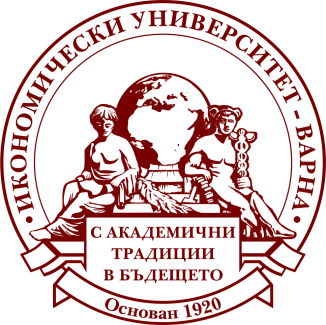 · ИКОНОМИЧЕСКИ УНИВЕРСИТЕТ - ВАРНА ·
С АКАДЕМИЧНИ
ТРАДИЦИИ
В БЪДЕЩЕТО
Основан 1920